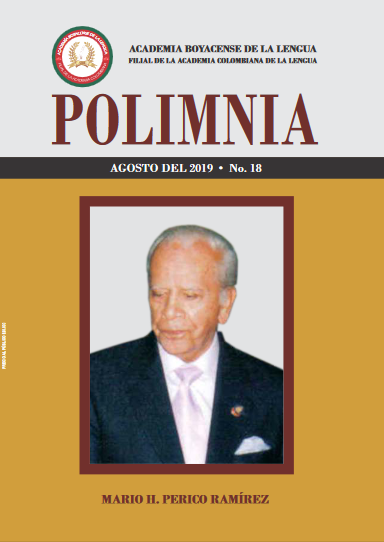 ACADEMIA BOYACENSE DE LA LENGUA
FILIAL DE LA ACADEMIA COLOMBIANA DE LA LENGUA
POLIMNIA
AGOSTO DEL 2019 • No. 18
MARIO H. PERICO RAMÍREZ